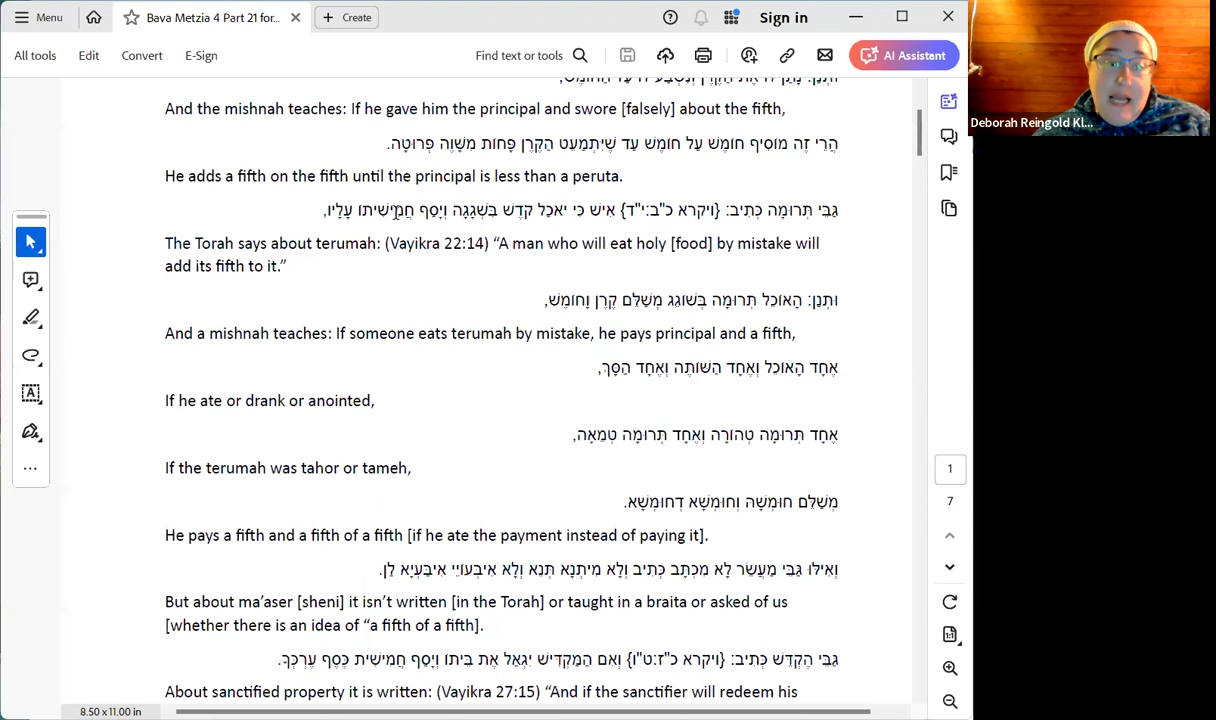 Menu
Bava Metzia 4 Part 21 for...
Create
Sign in
All tools
Edit
Convert
E-Sign
Find text or tools
AI Assistant
Deborah Reingold Kl...
And the mishnah teaches: If he gave him the principal and swore [falsely] about the fifth,
הֲרֵי זֶה מוֹסִיף חוֹמֶשׁ עַל חוֹמֶשׁ עַד שֶׁיִּתְמַעֵט הַקֶּרֶן פָּחוֹת מִשָּׁוֶה פְּרוּטָה.
He adds a fifth on the fifth until the principal is less than a peruta.
גַּבֵּי תְּרוּמָה כְּתִיב: {ויקרא כ"ב:י"ד} אִישׁ כִּי יֹאכַל קֹדֶשׁ בִּשְׁגָגָה וְיָסַף חֲמִישִׁיתוֹ עָלָיו,
The Torah says about terumah: (Vayikra 22:14) “A man who will eat holy [food] by mistake will
add its fifth to it.”
וּתְנַן: הָאוֹכֵל תְּרוּמָה בְּשׁוֹגֵג מְשַׁלֵּם קֶרֶן וָחוֹמֶשׁ,
And a mishnah teaches: If someone eats terumah by mistake, he pays principal and a fifth,
אֶחָד הָאוֹכֵל וְאֶחָד הַשּׁוֹתֶה וְאֶחָד הַסָּךְ,
If he ate or drank or anointed,
אֶחָד תְּרוּמָה טְהוֹרָה וְאֶחָד תְּרוּמָה טְמֵאָה,
If the terumah was tahor or tameh,
מְשַׁלֵּם חוּמְשָׁהּ וְחוּמְשָׁא דְחוּמְשָׁא.
He pays a fifth and a fifth of a fifth [if he ate the payment instead of paying it].
וְאִילּוּ גַּבֵּי מַעֲשֵׂר לָא מִכְתָּב כְּתִיב וְלָא מִיתְנָא תְּנֵא וְלָא אִיבְּעוֹיֵי אִיבַּעְיָא לַן.
But about ma’aser [sheni] it isn’t written [in the Torah] or taught in a braita or asked of us
[whether there is an idea of “a fifth of a fifth].
גַּבֵּי הֶקְדֵּשׁ כְּתִיב: {ויקרא כ"ז:ט"ו} וְאִם הַמַּקְדִּישׁ יִגְאַל אֶת בֵּיתוֹ וְיָסַף חֲמִישִׁית כֶּסֶף עֶרְכְּךָ.
About sanctified property it is written: (Vayikra 27:15) “And if the sanctifier will redeem his
1
7
8.50 x 11.00 in